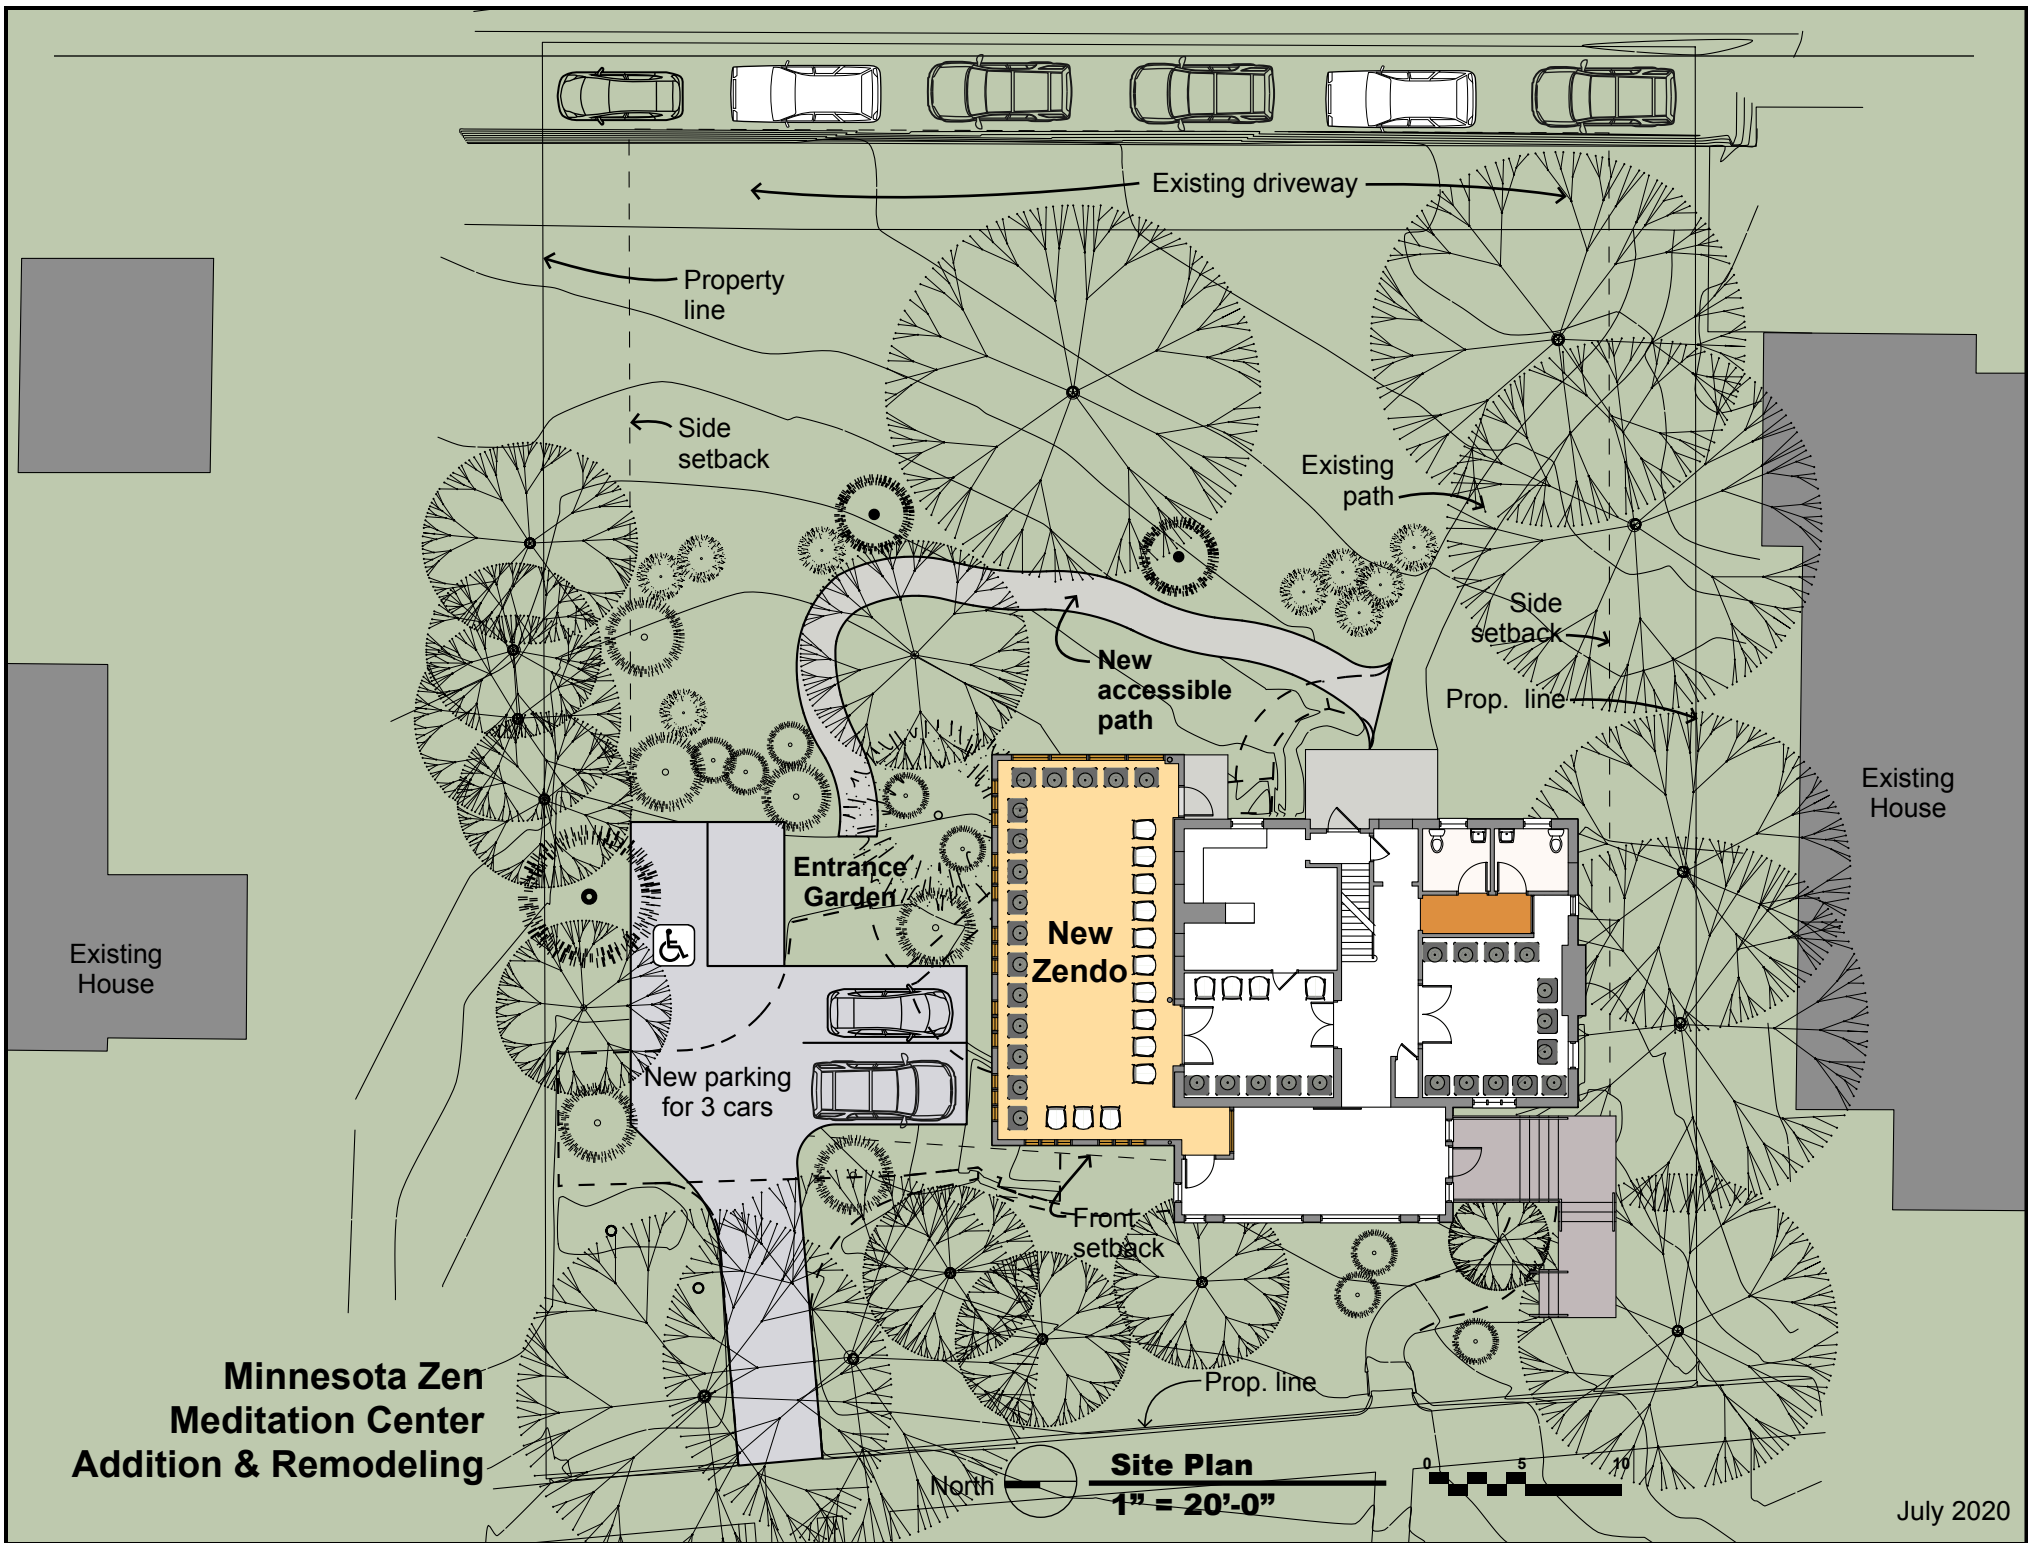 Existing driveway
Property
line
Side
setback
Existing
path
Side
setback
New
accessible
path
Prop. line
Existing
House
Entrance
Garden
New
Zendo
Existing
House
New parking
for 3 cars
Front
setback
Minnesota Zen
Meditation Center
Addition & Remodeling
Prop. line
North
Site Plan
1” = 20’-0”
0 5 10
July 2020